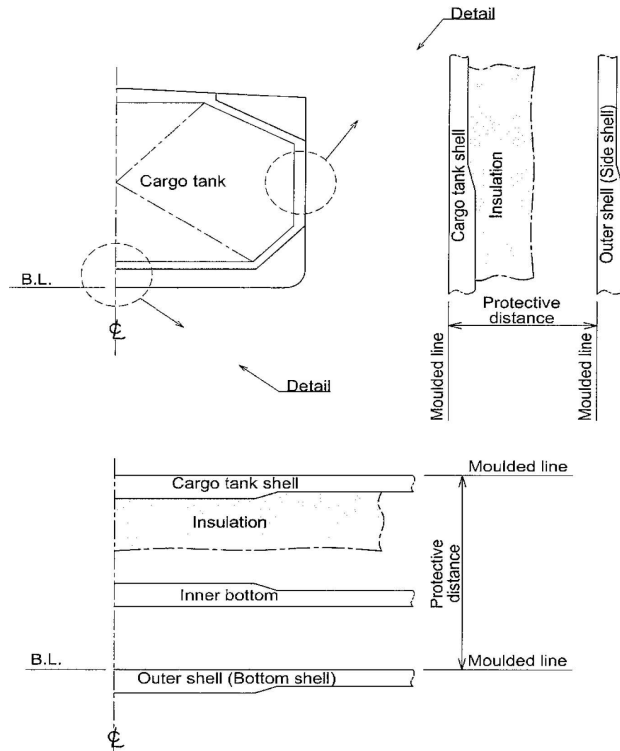 Detail
Cargo tank
B.L.
℄
Detail
Cargo tank shell
Insulation
Outer shell (Side shell)
Protective
distance
Moulded line
Moulded line
Cargo tank shell
Moulded line
Insulation
Protective
distance
Inner bottom
B.L.
Moulded line
Outer shell (Bottom shell)
℄